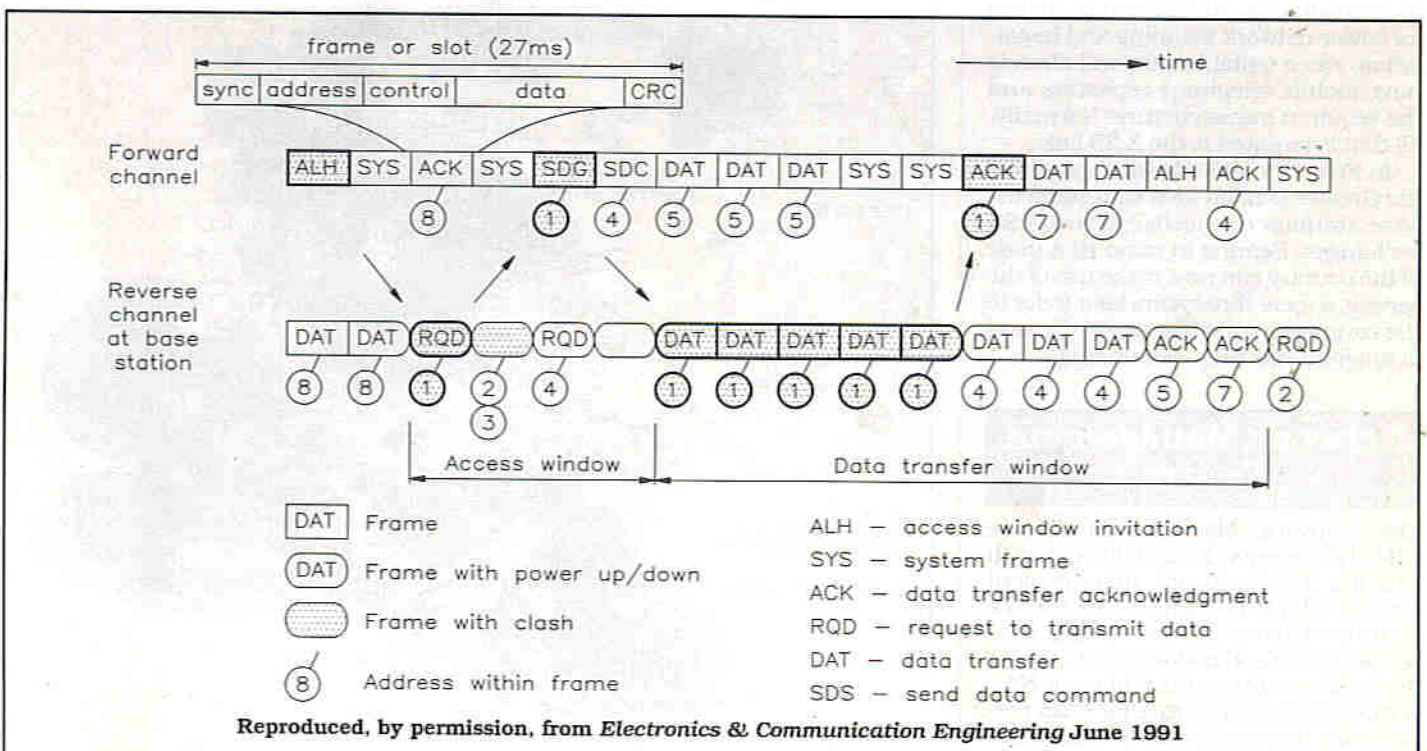 frame or slot (27ms)
time
sync address control data CRC
Forward channel
ALH SYS ACK SYS SDG SDC DAT DAT DAT SYS SYS ACK DAT DAT ALH ACK SYS
8 1 4 5 5 5 1 7 7 4
Reverse channel at base station
DAT DAT RQD RQD DAT DAT DAT DAT DAT DAT DAT DAT ACK ACK RQD
8 8 1 2 4 1 1 1 1 1 4 4 4 5 7 2
3
Access window Data transfer window
DAT Frame
DAT Frame with power up/down
Frame with clash
8 Address within frame
ALH – access window invitation
SYS – system frame
ACK – data transfer acknowledgment
RQD – request to transmit data
DAT – data transfer
SDS – send data command
Reproduced, by permission, from Electronics & Communication Engineering June 1991